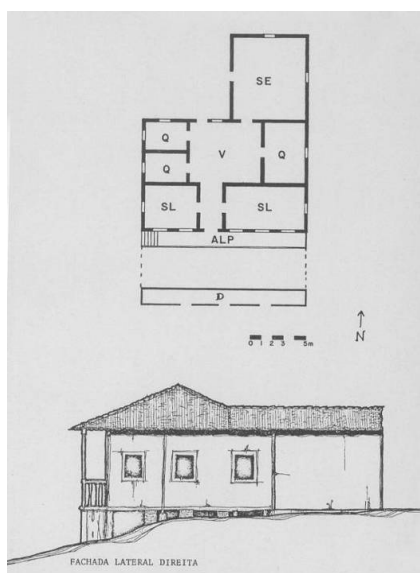 SE
Q
V
Q
Q
SL
SL
ALP
D
0 1 2 3 5m
N
FACHADA LATERAL DIREITA